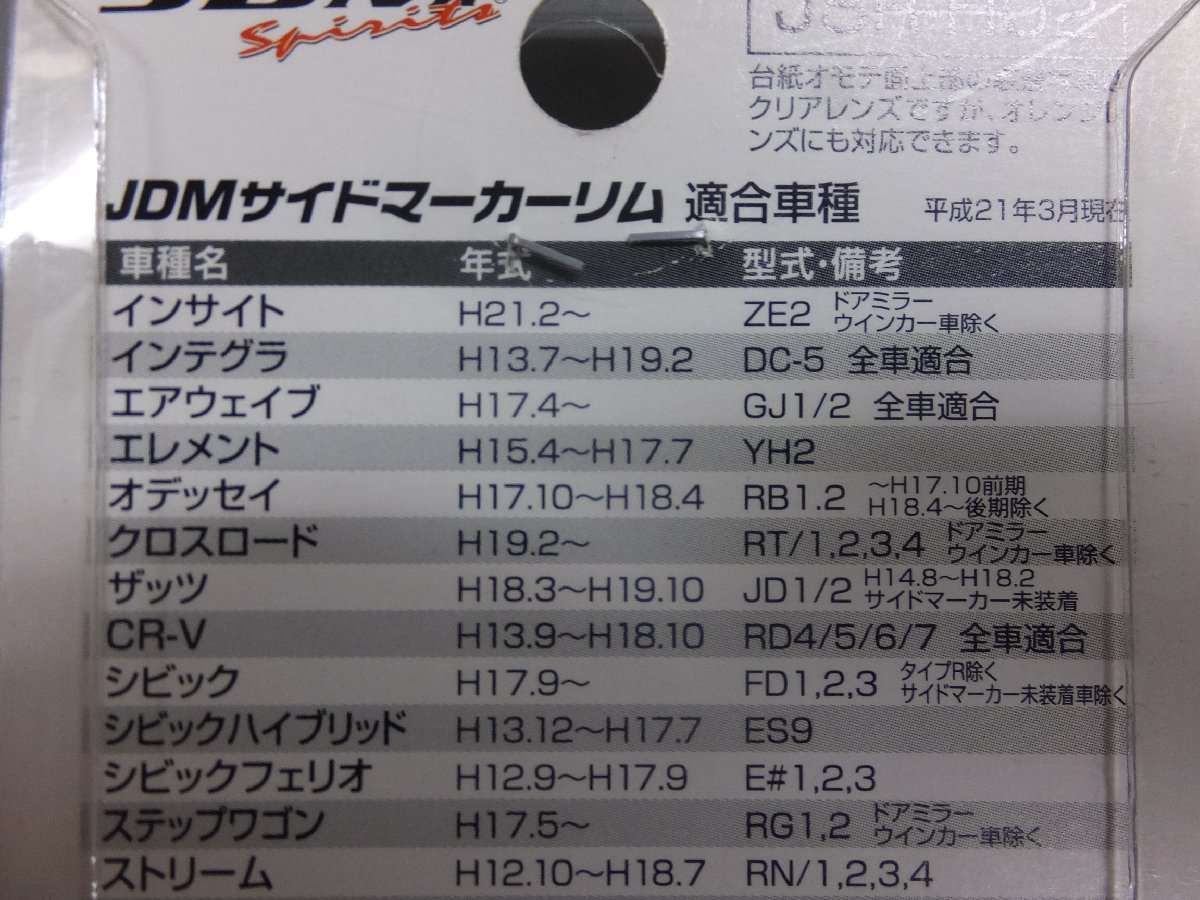 Spirits
クリアレンズですが、オレンジ
ンズにも対応できます。
JDMサイドマーカーリム 適合車種 平成21年3月現在
車種名 年式 型式・備考
インサイト H21.2〜 ZE2 ドアミラー
ウインカー車除く
インテグラ H13.7〜H19.2 DC-5 全車適合
エアウェイブ H17.4〜 GJ1/2 全車適合
エレメント H15.4〜H17.7 YH2
オデッセイ H17.10〜H18.4 RB1.2 〜H17.10前期
H18.4〜後期除く
クロスロード H19.2〜 RT/1,2,3,4 ドアミラー
ウインカー車除く
ザッツ H18.3〜H19.10 JD1/2 H14.8〜H18.2
サイドマーカー未装着
CR-V H13.9〜H18.10 RD4/5/6/7 全車適合
シビック H17.9〜 FD1,2,3 タイプR除く
サイドマーカー未装着車除く
シビックハイブリッド H13.12〜H17.7 ES9
シビックフェリオ H12.9〜H17.9 E#1,2,3
ステップワゴン H17.5〜 RG1,2 ドアミラー
ウインカー車除く
ストリーム H12.10〜H18.7 RN/1,2,3,4